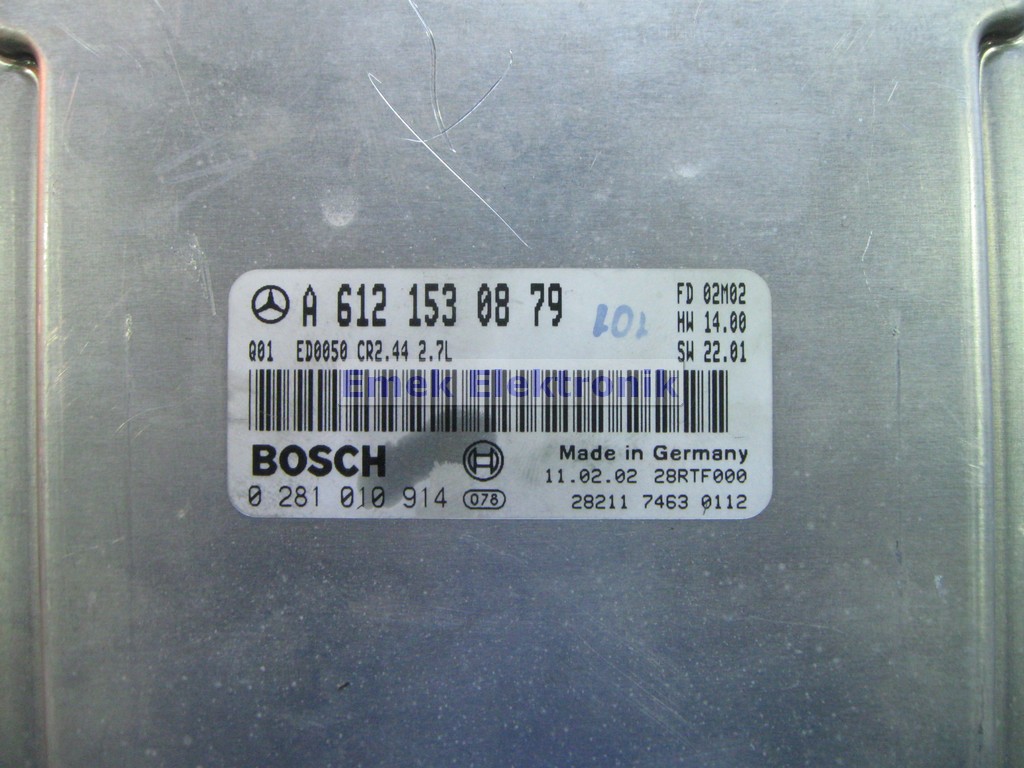 A 612 153 08 79
FD 02M02
HW 14.00
Q01 ED0050 CR2.44 2.7L
SW 22.01
Emek Elektronik
BOSCH
Made in Germany
11.02.02 28RTF000
0 281 010 914 078
28211 7463 0112